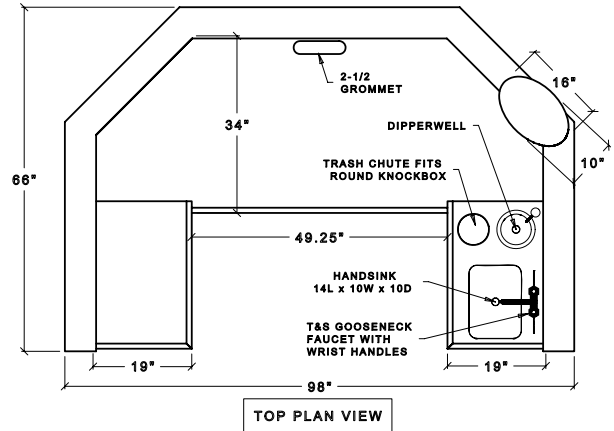 16"
2-1/2
GROMMET
34"
DIPPERWELL
TRASH CHUTE FITS
ROUND KNOCKBOX
10"
66"
49.25"
HANDSINK
14L x 10W x 10D
T&S GOOSENECK
FAUCET WITH
WRIST HANDLES
19"
19"
98"
TOP PLAN VIEW